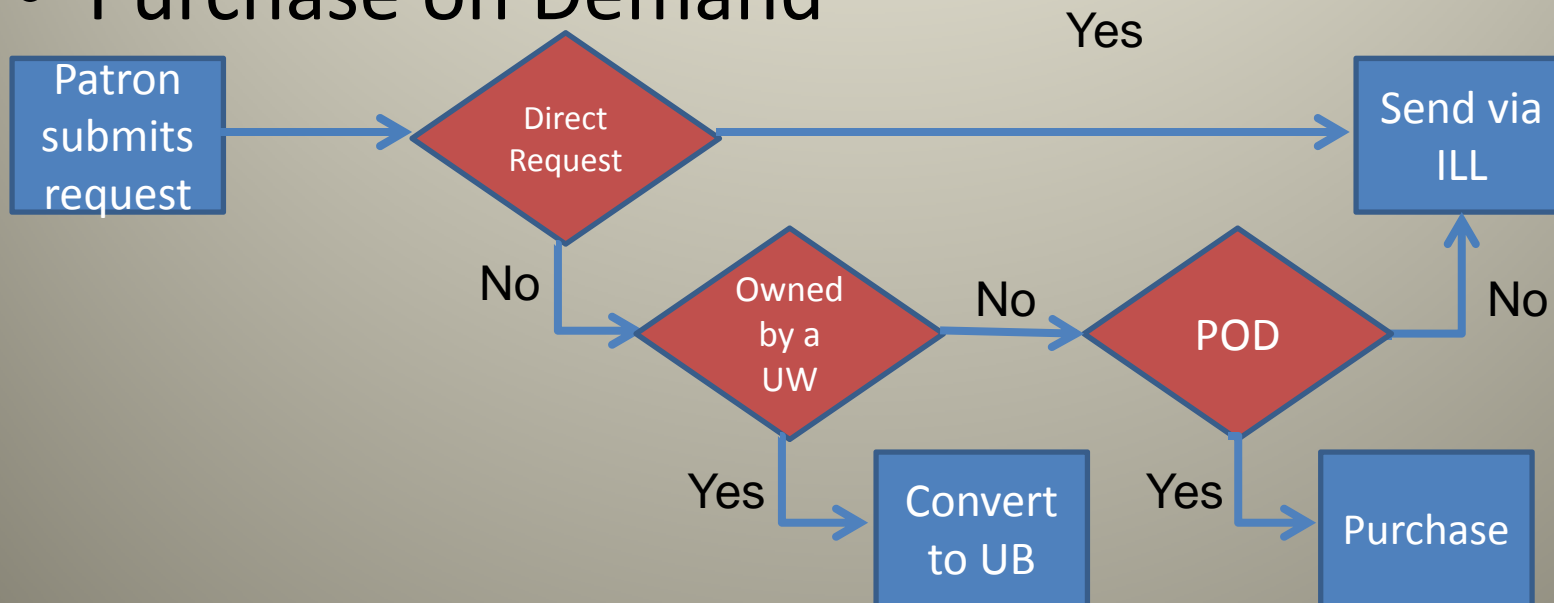 • Purchase on Demand
Yes
Patron
submits
request
Direct
Request
Send via
ILL
No
Owned
by a
UW
No
POD
No
Yes
Convert
to UB
Yes
Purchase